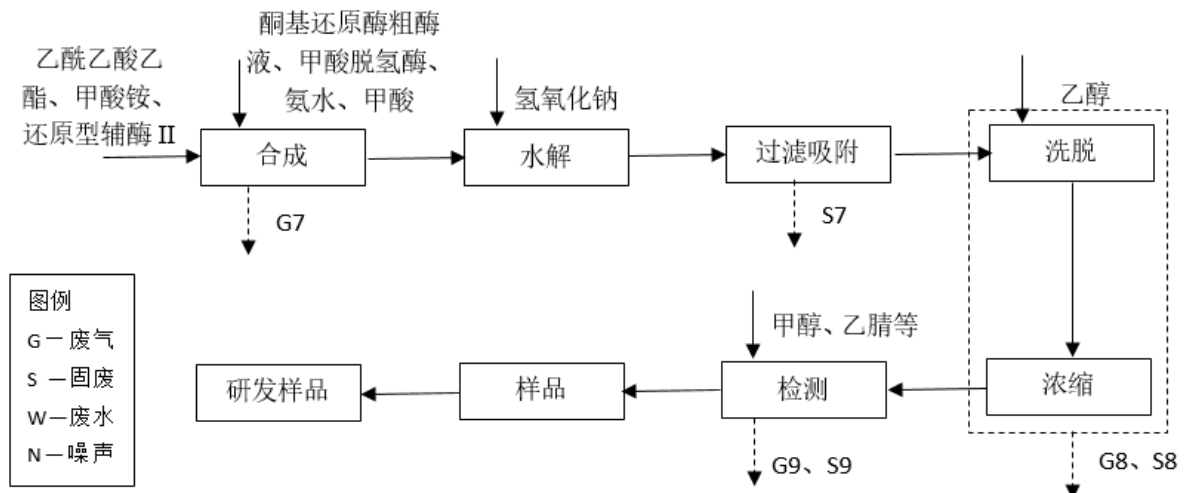 乙酰乙酸乙
酯、甲酸铵、
还原型辅酶Ⅱ
酮基还原酶粗酶
液、甲酸脱氢酶、
氨水、甲酸
合成
G7
氢氧化钠
水解
过滤吸附
S7
乙醇
洗脱
浓缩
G8、S8
甲醇、乙腈等
检测
G9、S9
样品
研发样品
图例
G－废气
S－固废
W－废水
N－噪声